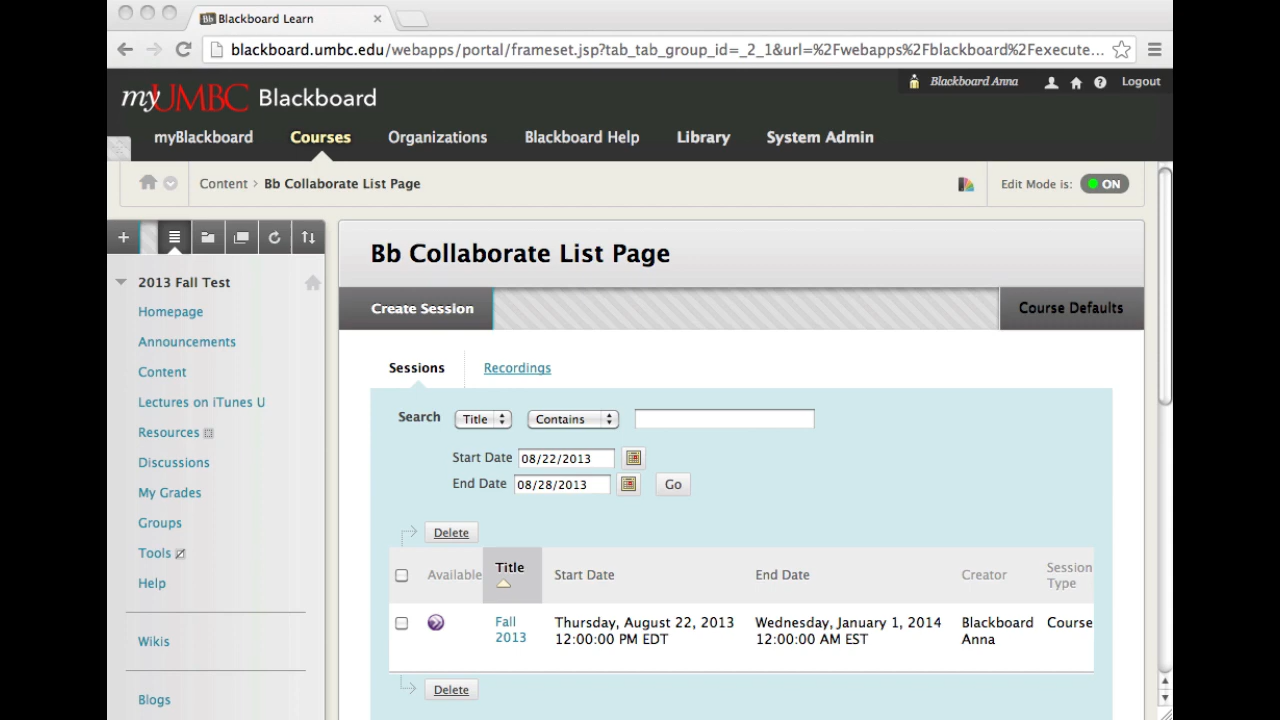 Bb Blackboard Learn
blackboard.umbc.edu/webapps/portal/frameset.jsp?tab_tab_group_id=_2_1&url=%2Fwebapps%2Fblackboard%2Fexecute...
Blackboard Anna Logout
myUMBC Blackboard
myBlackboard Courses Organizations Blackboard Help Library System Admin
Content > Bb Collaborate List Page Edit Mode is: ON
2013 Fall Test
Homepage
Announcements
Content
Lectures on iTunes U
Resources
Discussions
My Grades
Groups
Tools
Help
Wikis
Blogs
Bb Collaborate List Page
Create Session Course Defaults
Sessions Recordings
Search Title Contains
Start Date 08/22/2013
End Date 08/28/2013 Go
Delete
Available Title Start Date End Date Creator Session
Type
Fall Thursday, August 22, 2013 Wednesday, January 1, 2014 Blackboard Course
2013 12:00:00 PM EDT 12:00:00 AM EST Anna
Delete